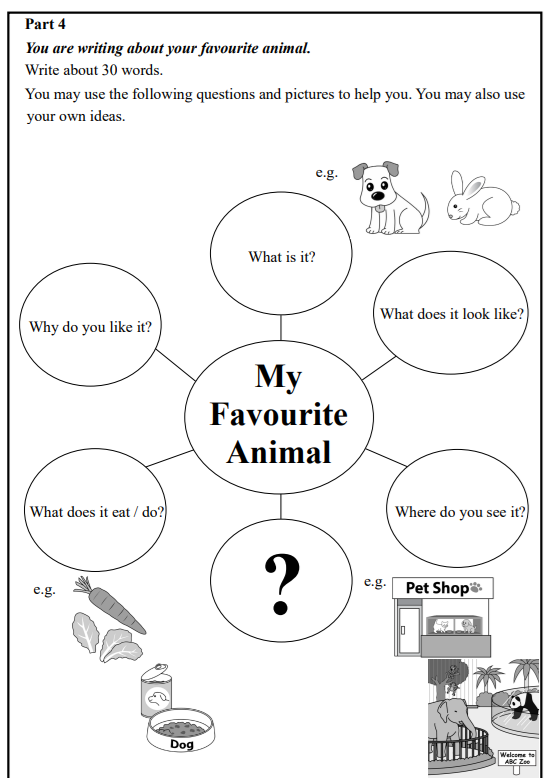 Part 4
You are writing about your favourite animal.
Write about 30 words.
You may use the following questions and pictures to help you. You may also use
your own ideas.
e.g.
What is it?
Why do you like it?
What does it look like?
My
Favourite
Animal
What does it eat / do?
Where do you see it?
?
e.g.
e.g.
Pet Shop
Dog
Welcome to
ABC Zoo